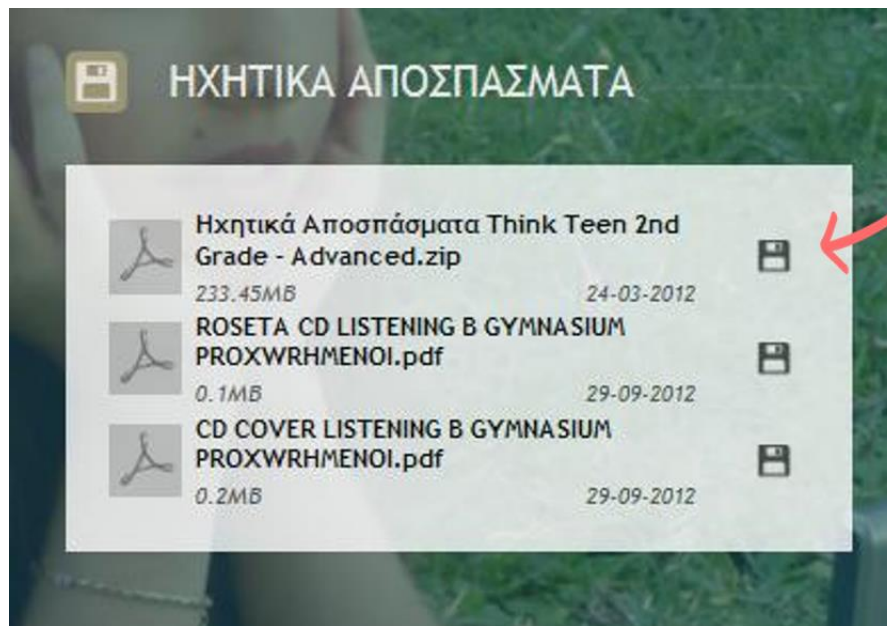 ΗΧΗΤΙΚΑ ΑΠΟΣΠΑΣΜΑΤΑ
Ηχητικά Αποσπάσματα Think Teen 2nd
Grade - Advanced.zip
233.45MB 24-03-2012
ROSETA CD LISTENING B GYMNASIUM
PROXWRHMENOI.pdf
0.1MB 29-09-2012
CD COVER LISTENING B GYMNASIUM
PROXWRHMENOI.pdf
0.2MB 29-09-2012